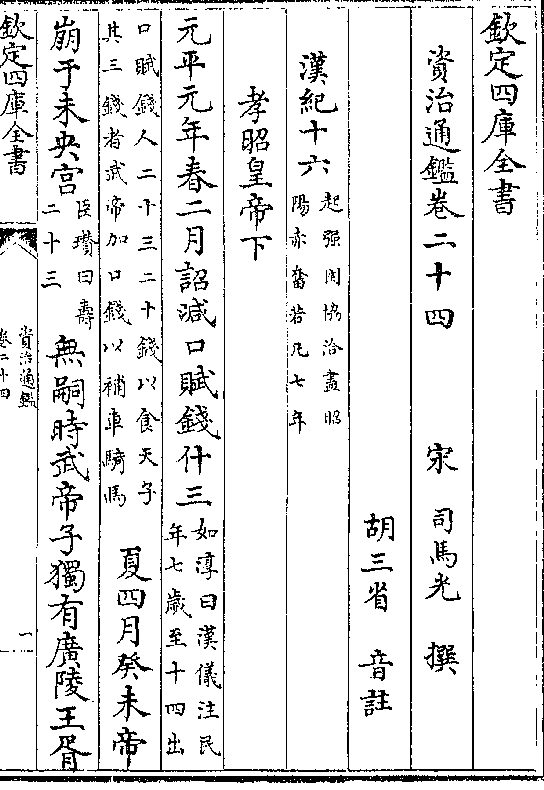 欽定四庫全書
資治通鑑卷二十四
宋 司馬光 撰
胡三省 音註
漢紀十六
起强圉協洽盡昭
陽赤奮若凡七年
孝昭皇帝下
元平元年春二月詔減口賦錢什三
如淳曰漢儀注民
年七歲至十四出
口賦錢人二十三二十錢以食天子
其三錢者武帝加口錢以補車騎馬
夏四月癸未帝
崩于未央宫
臣瓚曰壽
二十三
無嗣時武帝子獨有廣陵王胥
欽定四庫全書
資治通鑑
卷二十四
一